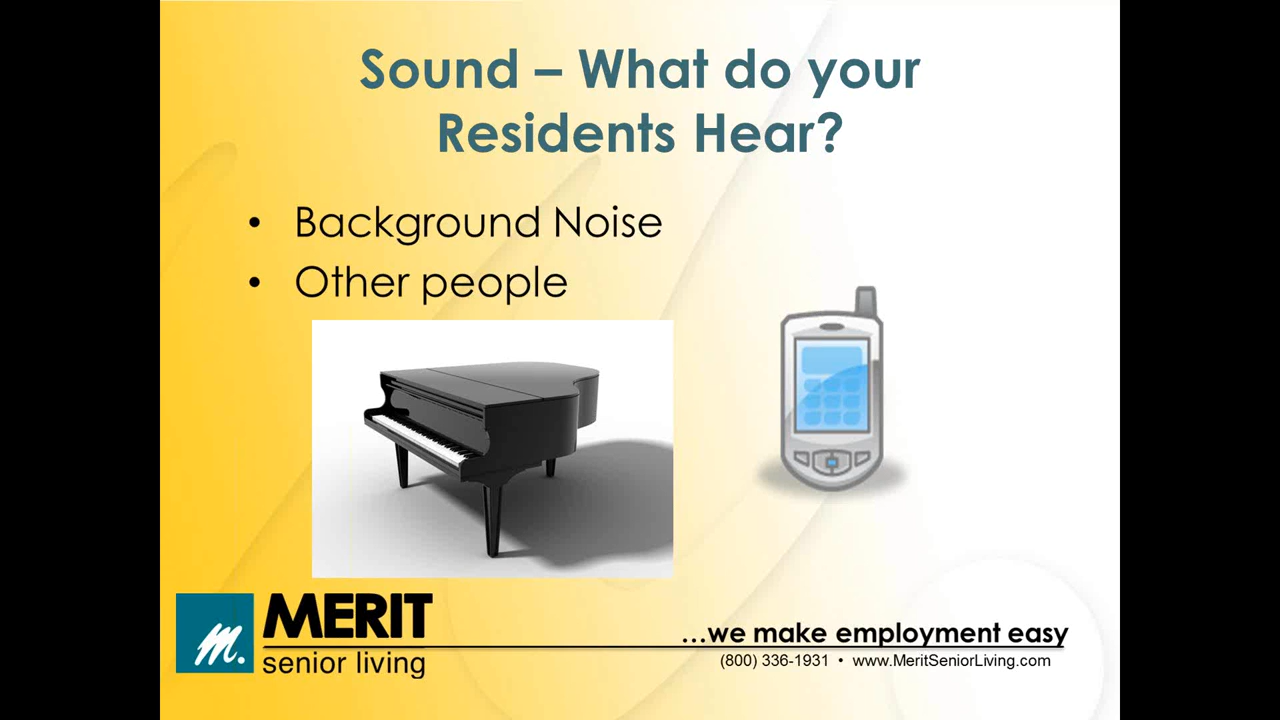 Sound – What do your
Residents Hear?
• Background Noise
• Other people
m.
MERIT
senior living
...we make employment easy
(800) 336-1931 • www.MeritSeniorLiving.com